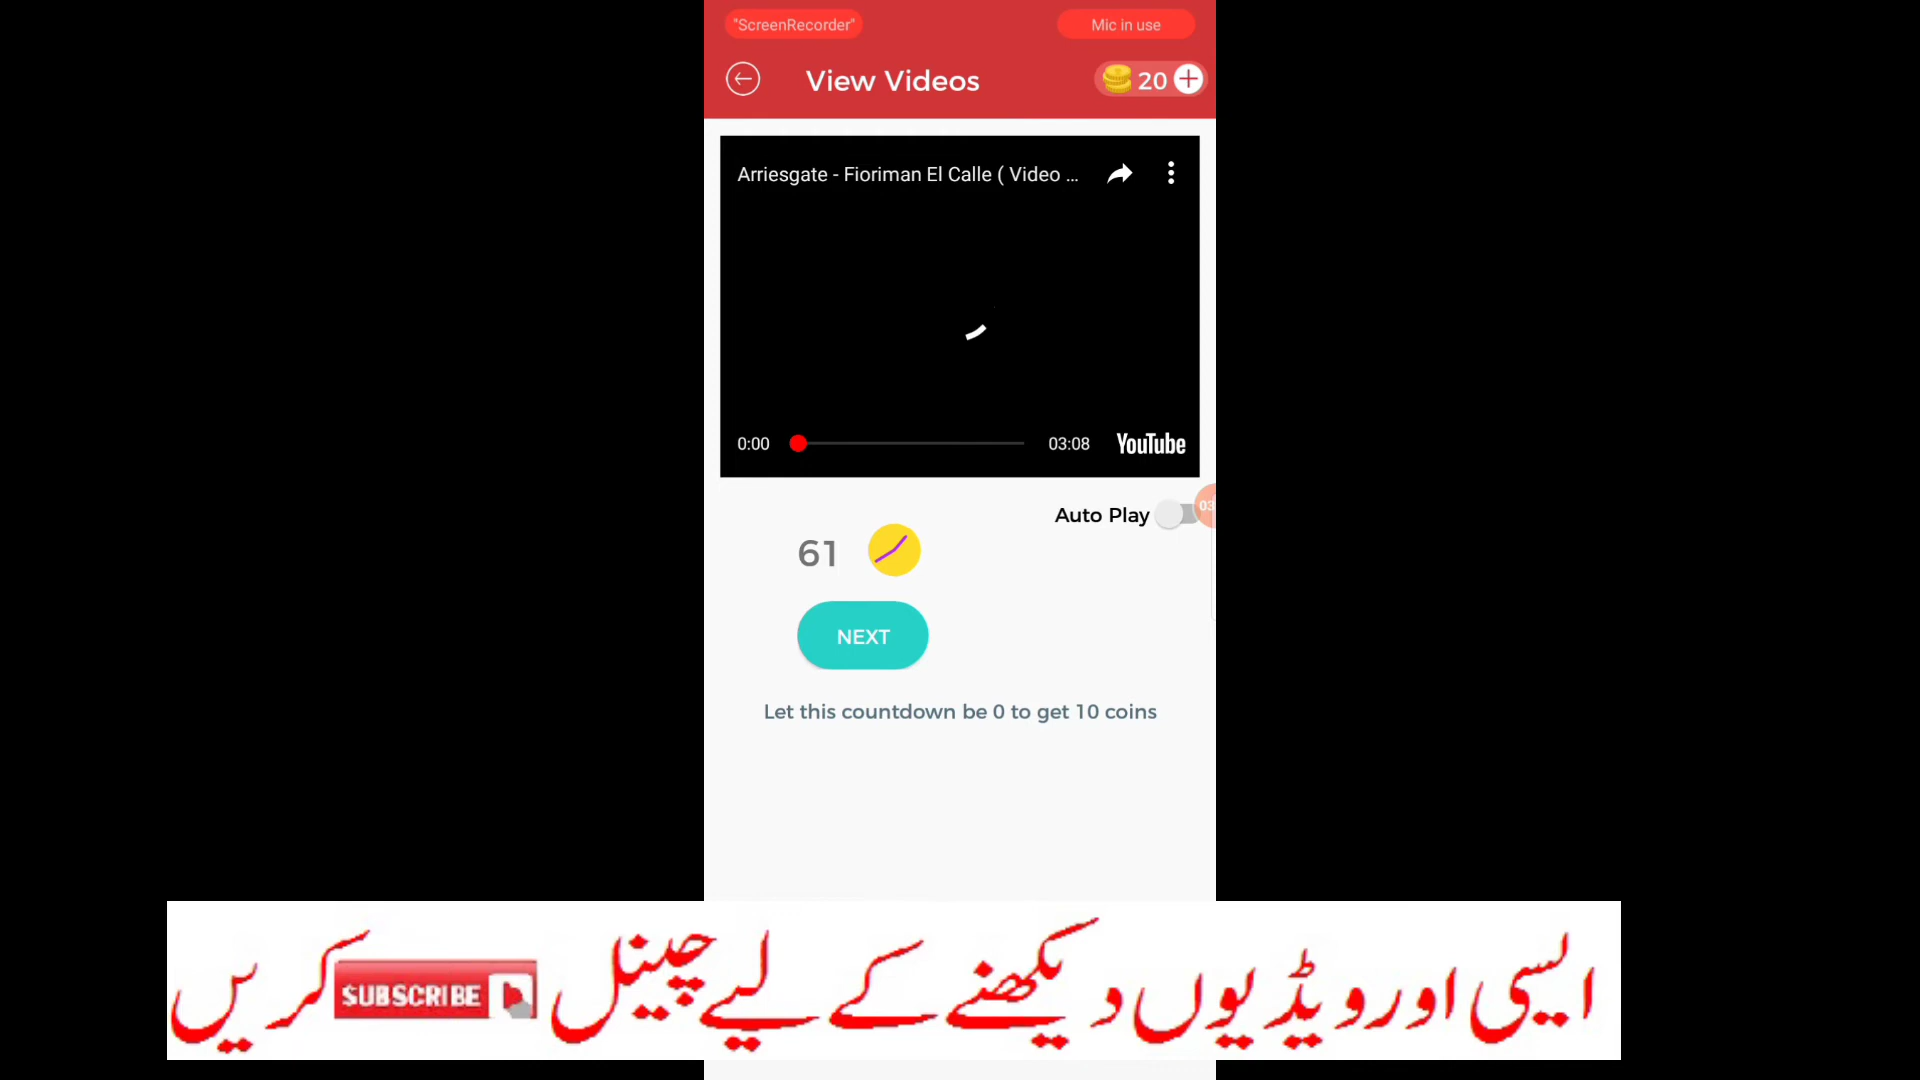 "ScreenRecorder" Mic in use
View Videos 20
Arriesgate - Fioriman El Calle ( Video ...
0:00 03:08 YouTube
Auto Play 03
61
NEXT
Let this countdown be 0 to get 10 coins
ایسی اور ویڈیوں دیکھنے کے لیے چینل SUBSCRIBE کریں